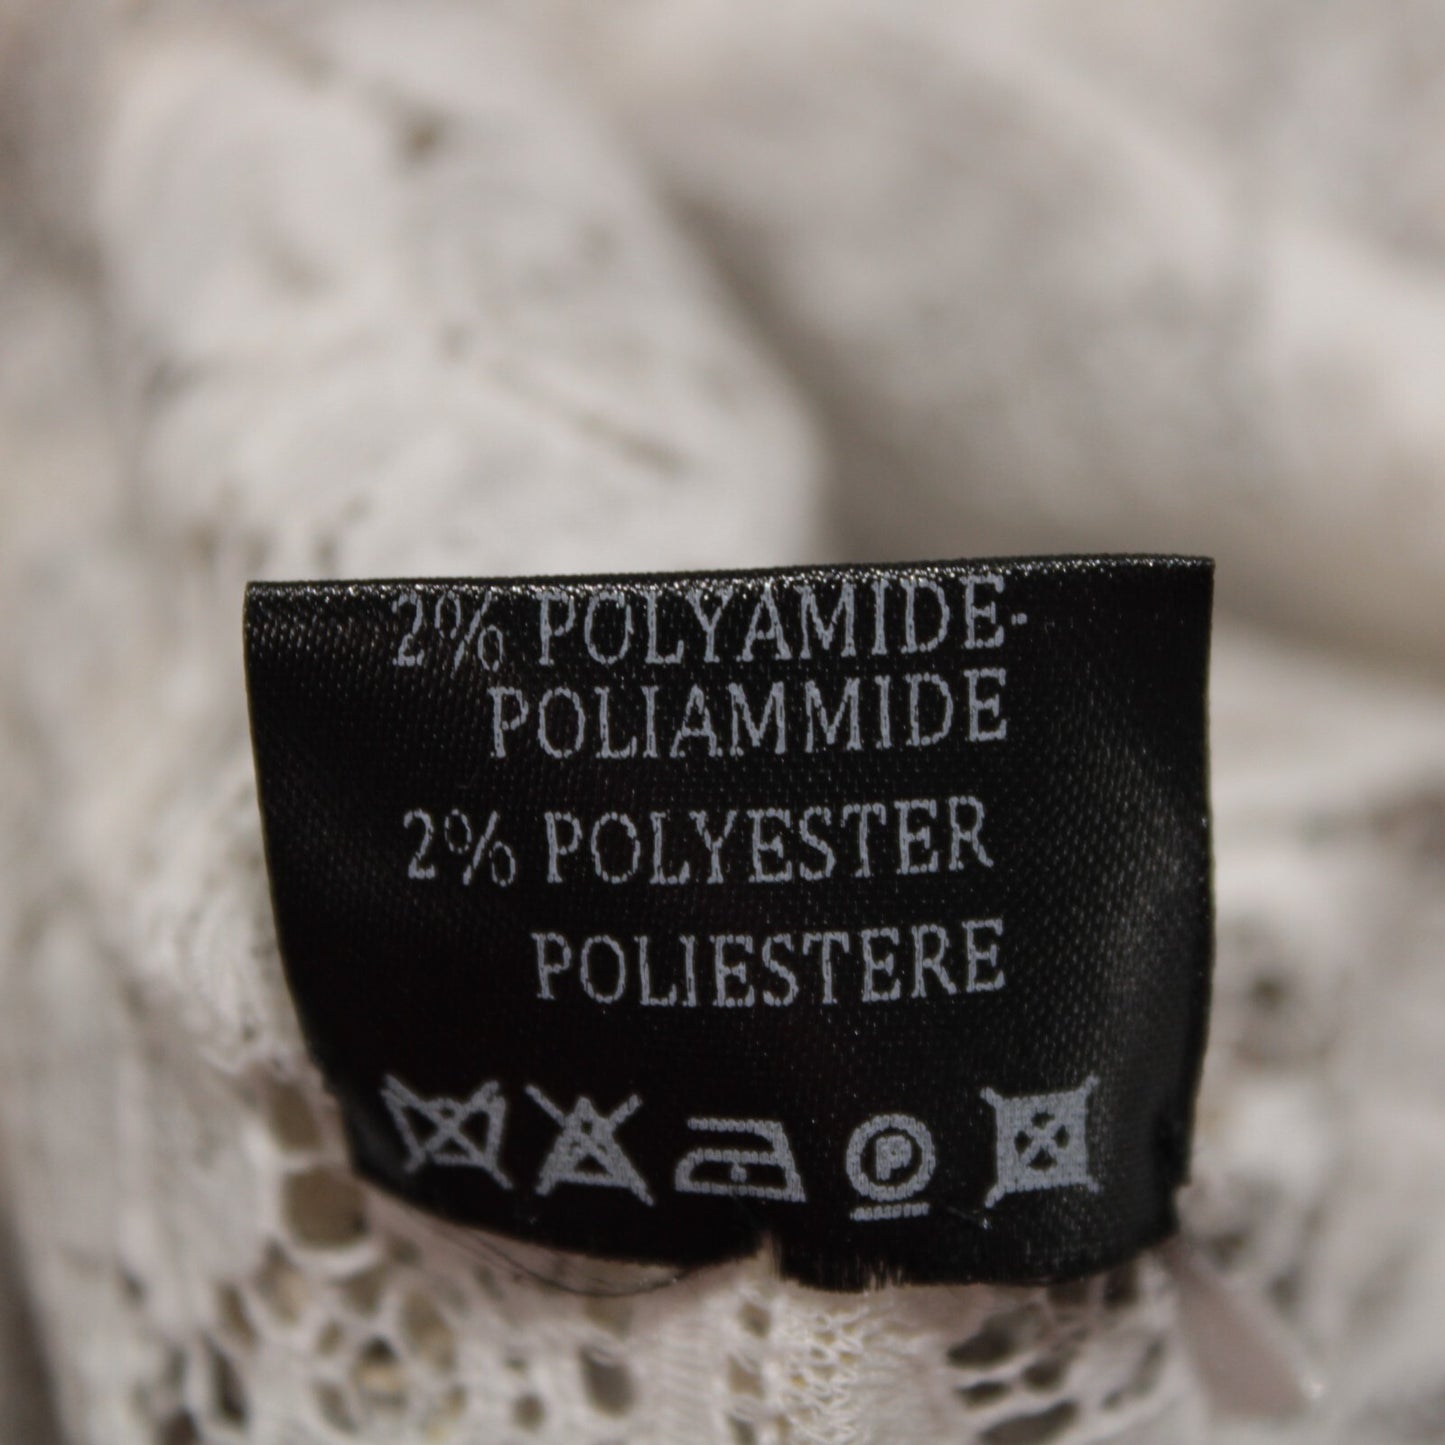 2% POLYAMIDE-
POLIAMMIDE
2% POLYESTER
POLIESTERE
P